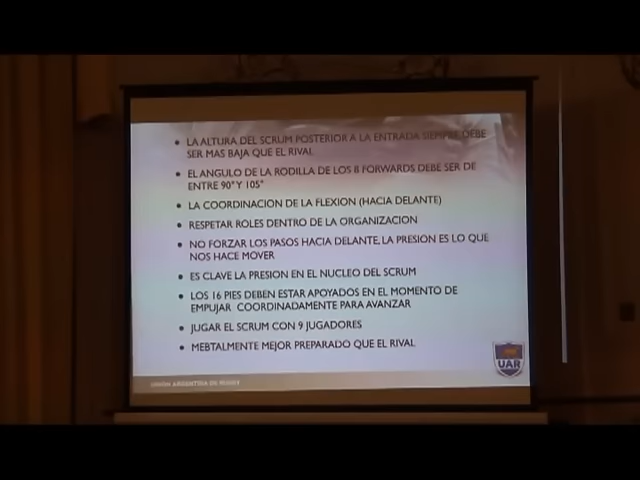 • LA ALTURA DEL SCRUM POSTERIOR A LA ENTRADA SIEMPRE DEBE
SER MAS BAJA QUE EL RIVAL
• EL ANGULO DE LA RODILLA DE LOS 8 FORWARDS DEBE SER DE
ENTRE 90° Y 105°
• LA COORDINACION DE LA FLEXION (HACIA DELANTE)
• RESPETAR ROLES DENTRO DE LA ORGANIZACION
• NO FORZAR LOS PASOS HACIA DELANTE, LA PRESION ES LO QUE
NOS HACE MOVER
• ES CLAVE LA PRESION EN EL NUCLEO DEL SCRUM
• LOS 16 PIES DEBEN ESTAR APOYADOS EN EL MOMENTO DE
EMPUJAR COORDINADAMENTE PARA AVANZAR
• JUGAR EL SCRUM CON 9 JUGADORES
• MEBTALMENTE MEJOR PREPARADO QUE EL RIVAL
UAR
UNION ARGENTINA DE RUGBY